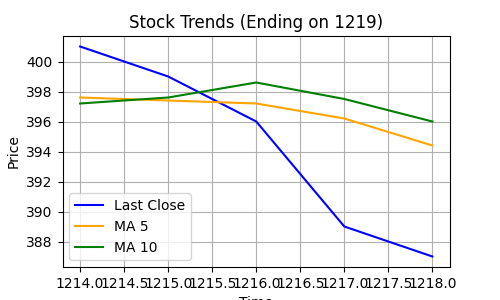 Stock Trends (Ending on 1219)
400
398
396
394
392
390
388
Price
Last Close
MA 5
MA 10
1214.0 1214.5 1215.0 1215.5 1216.0 1216.5 1217.0 1217.5 1218.0
Time